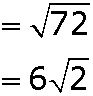 = √72
= 6√2